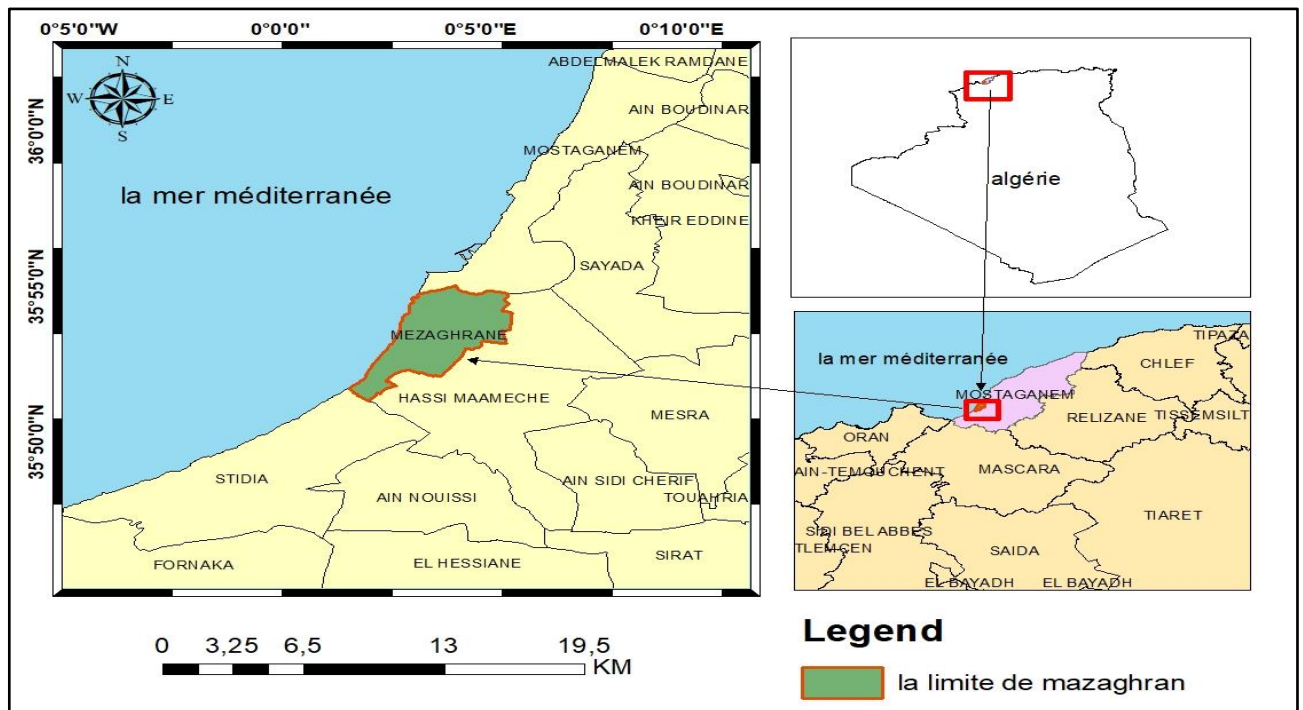 0°5'0"W 0°0'0" 0°5'0"E 0°10'0"E
N
W E
S
36°0'0"N
35°55'0"N
35°50'0"N
la mer méditerranée
ABDELMALEK RAMDANE
AIN BOUDINAR
MOSTAGANEM
AIN BOUDINAR
KHEIR EDDINE
SAYADA
MEZAGHRANE
HASSI MAAMECHE
MESRA
STIDIA
AIN NOUISSI
AIN SIDI CHERIF
TOUAHRIA
FORNAKA
EL HESSIANE
SIRAT
0 3,25 6,5 13 19,5
KM
algérie
la mer méditerranée
TIPAZA
CHLEF
MOSTAGANEM
RELIZANE
TISSEMSILT
ORAN
AIN-TEMOUCHENT
MASCARA
TIARET
SIDI BEL ABBES
TLEMCEN
SAIDA
EL BAYADH
EL BAYADH
Legend
la limite de mazaghran